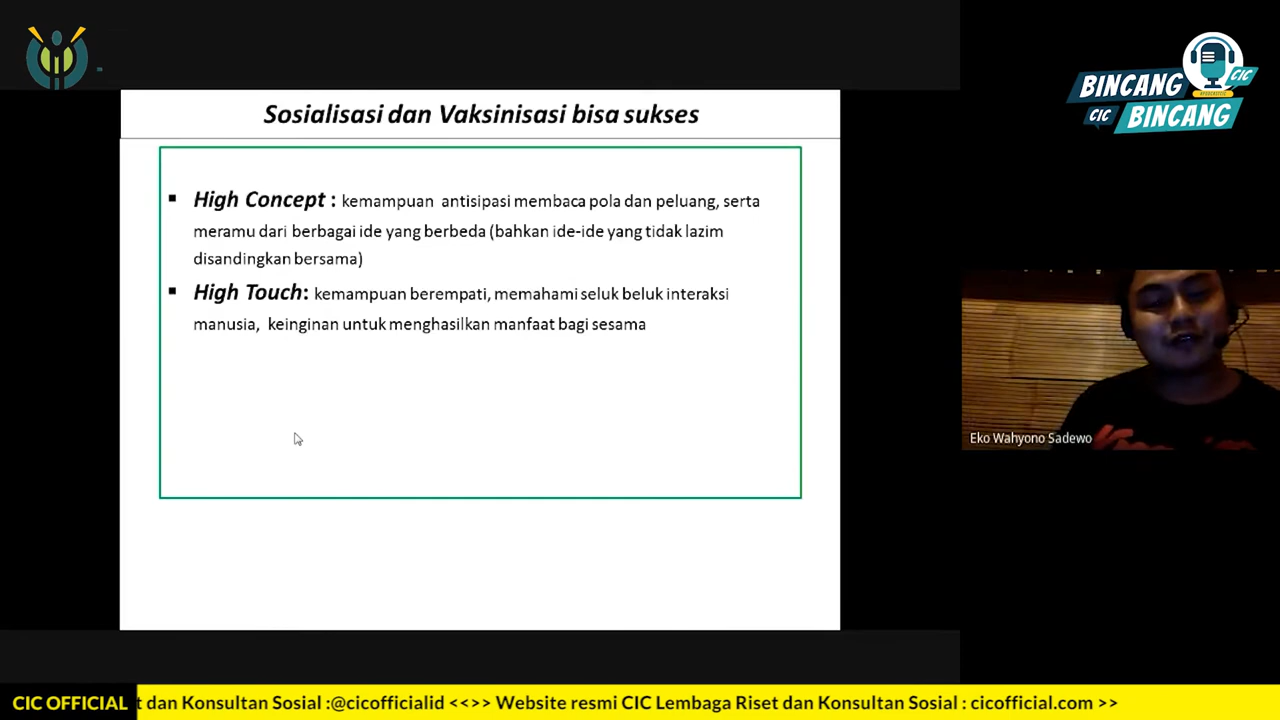 BINCANG
CIC
#PODCASTCIC
CIC
BINCANG
Sosialisasi dan Vaksinisasi bisa sukses
▪ High Concept : kemampuan antisipasi membaca pola dan peluang, serta
meramu dari berbagai ide yang berbeda (bahkan ide-ide yang tidak lazim
disandingkan bersama)
▪ High Touch: kemampuan berempati, memahami seluk beluk interaksi
manusia, keinginan untuk menghasilkan manfaat bagi sesama
Eko Wahyono Sadewo
CIC OFFICIAL t dan Konsultan Sosial :@cicofficialid <<>> Website resmi CIC Lembaga Riset dan Konsultan Sosial : cicofficial.com >>